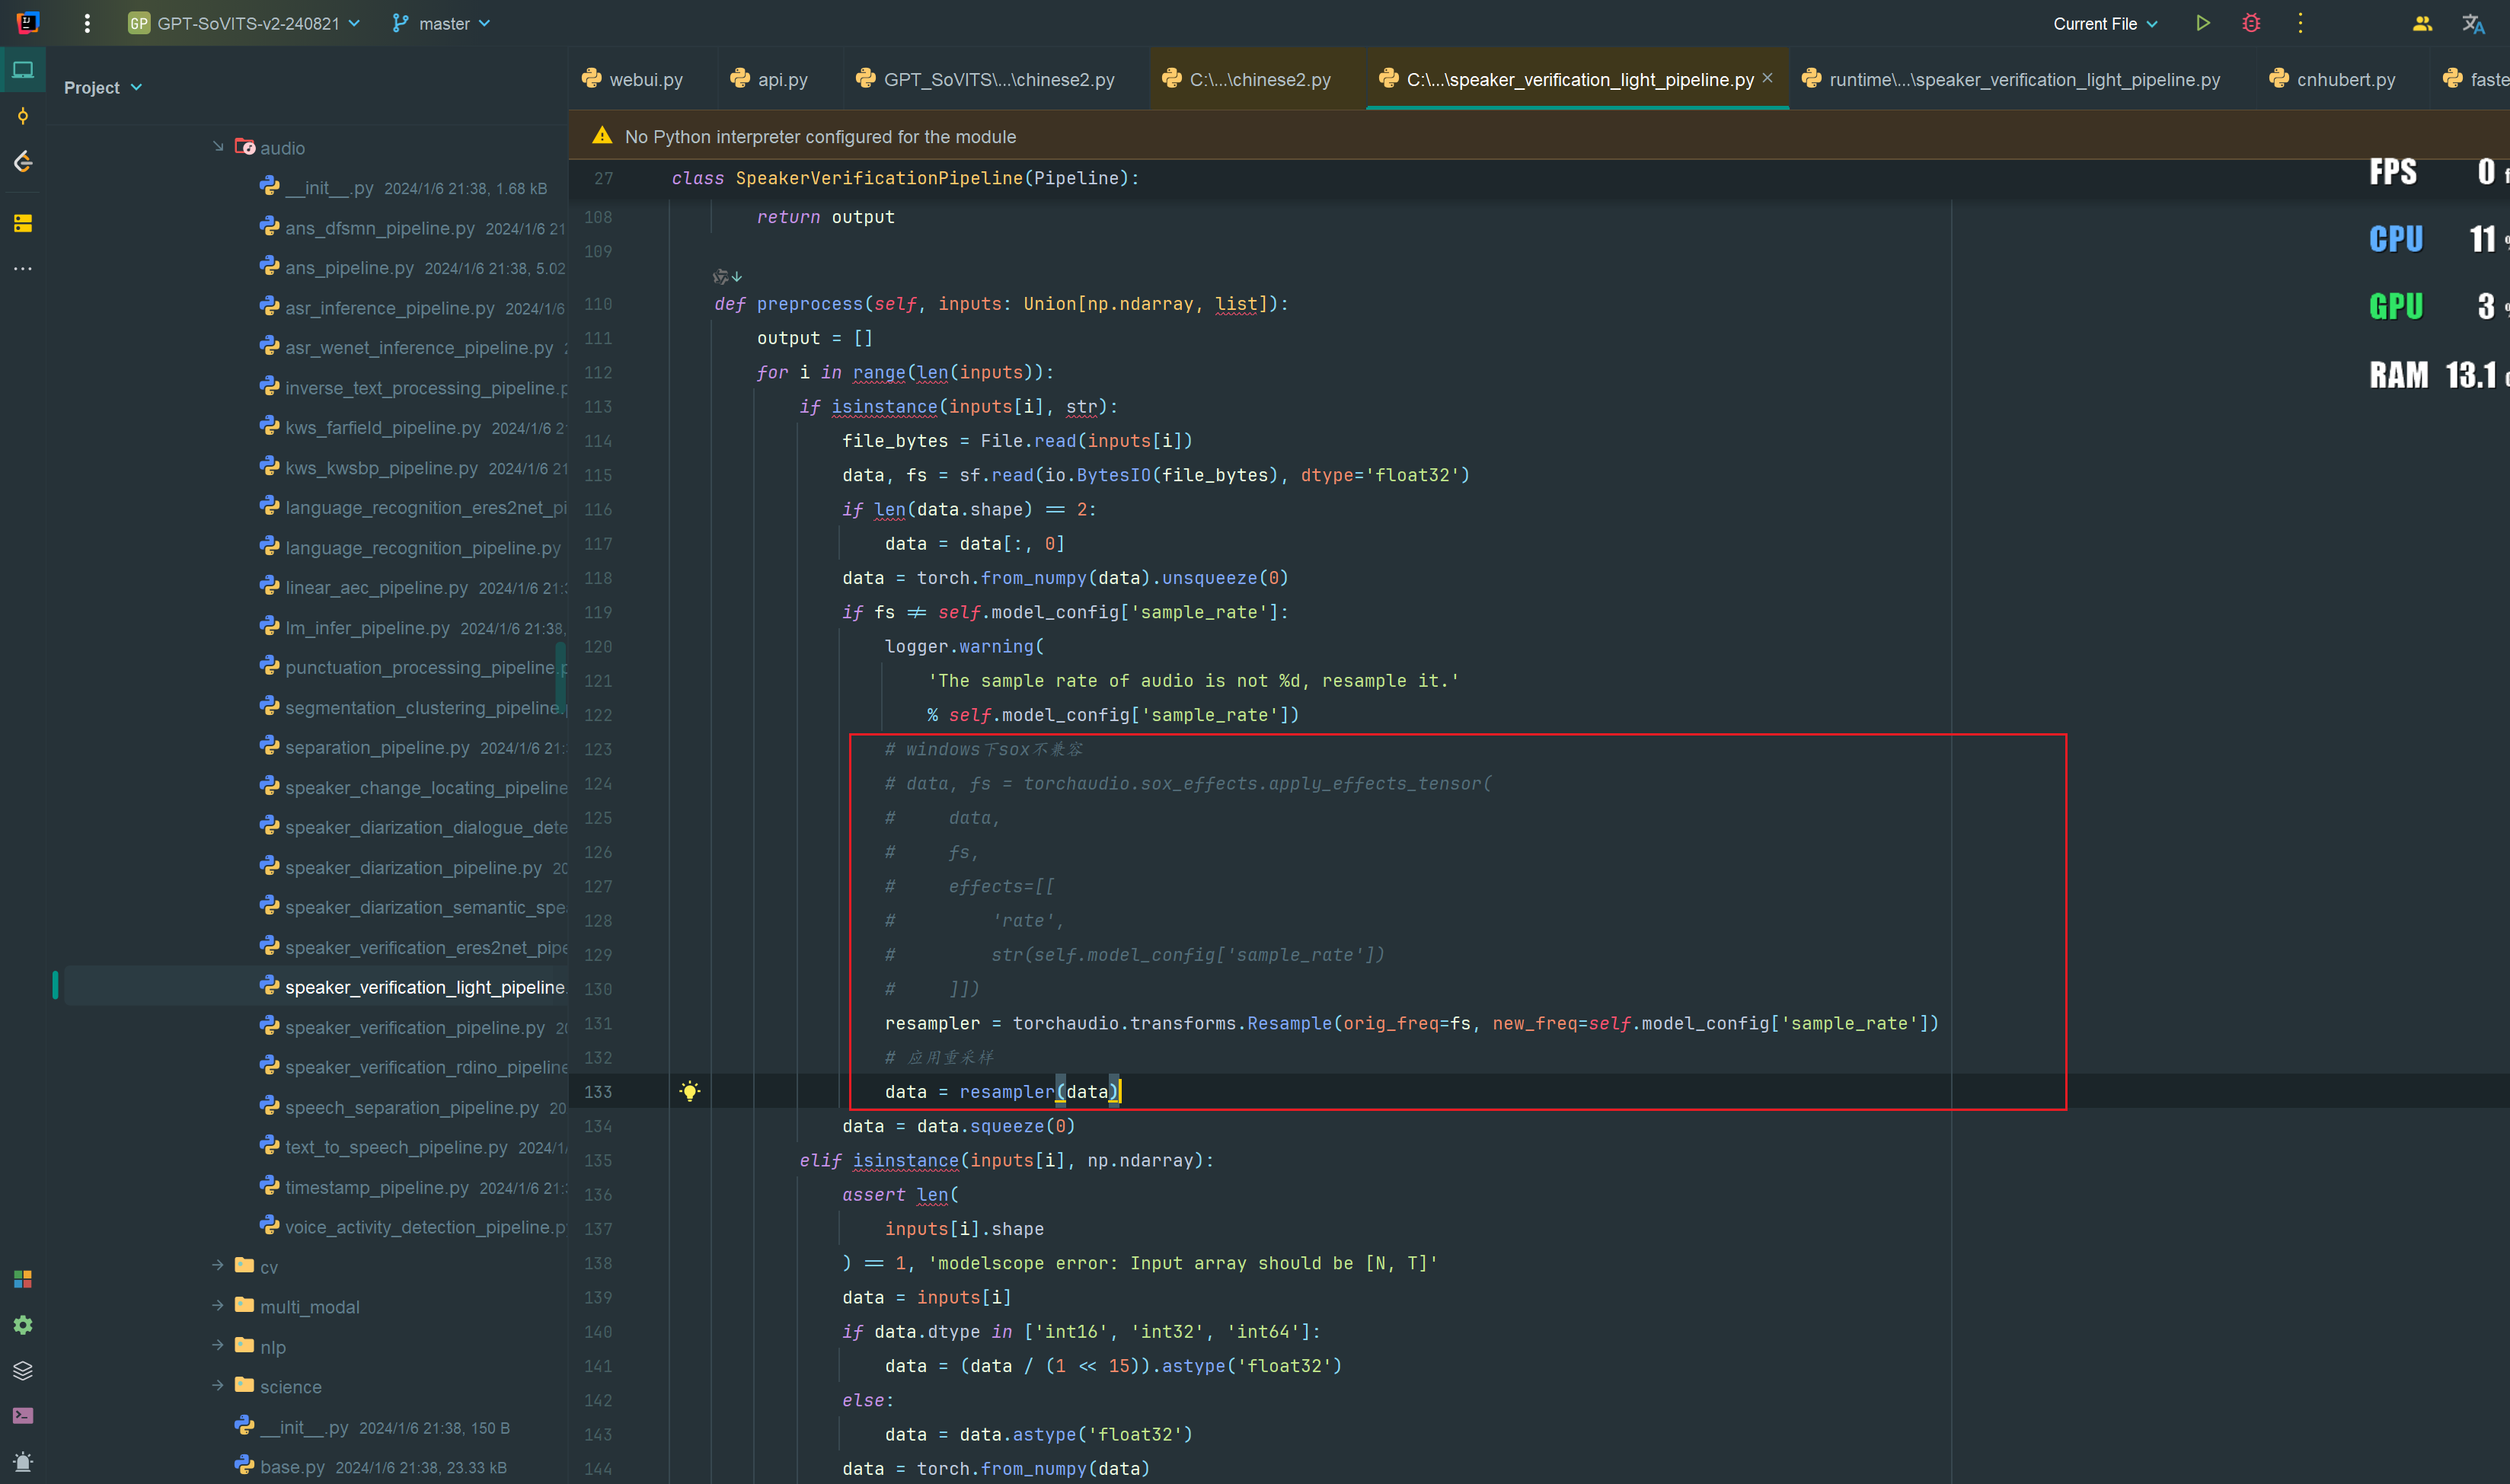 GP GPT-SoVITS-v2-240821 master Current File
Project
webui.py api.py GPT_SoVITS\...\chinese2.py C:\...\chinese2.py C:\...\speaker_verification_light_pipeline.py runtime\...\speaker_verification_light_pipeline.py cnhubert.py faste
No Python interpreter configured for the module
FPS 0
CPU 11
GPU 3
RAM 13.1
audio
__init__.py 2024/1/6 21:38, 1.68 kB
ans_dfsmn_pipeline.py 2024/1/6 21
ans_pipeline.py 2024/1/6 21:38, 5.02
asr_inference_pipeline.py 2024/1/6
asr_wenet_inference_pipeline.py 2
inverse_text_processing_pipeline.p
kws_farfield_pipeline.py 2024/1/6 2
kws_kwsbp_pipeline.py 2024/1/6 21
language_recognition_eres2net_pi
language_recognition_pipeline.py
linear_aec_pipeline.py 2024/1/6 21:
lm_infer_pipeline.py 2024/1/6 21:38,
punctuation_processing_pipeline.p
segmentation_clustering_pipeline.
separation_pipeline.py 2024/1/6 21:
speaker_change_locating_pipeline
speaker_diarization_dialogue_dete
speaker_diarization_pipeline.py 20
speaker_diarization_semantic_spe
speaker_verification_eres2net_pipe
speaker_verification_light_pipeline.
speaker_verification_pipeline.py 20
speaker_verification_rdino_pipeline
speech_separation_pipeline.py 20
text_to_speech_pipeline.py 2024/1/
timestamp_pipeline.py 2024/1/6 21:
voice_activity_detection_pipeline.p
cv
multi_modal
nlp
science
__init__.py 2024/1/6 21:38, 150 B
base.py 2024/1/6 21:38, 23.33 kB
27 class SpeakerVerificationPipeline(Pipeline):
108 return output
109
110 def preprocess(self, inputs: Union[np.ndarray, list]):
111 output = []
112 for i in range(len(inputs)):
113 if isinstance(inputs[i], str):
114 file_bytes = File.read(inputs[i])
115 data, fs = sf.read(io.BytesIO(file_bytes), dtype='float32')
116 if len(data.shape) == 2:
117 data = data[:, 0]
118 data = torch.from_numpy(data).unsqueeze(0)
119 if fs != self.model_config['sample_rate']:
120 logger.warning(
121 'The sample rate of audio is not %d, resample it.'
122 % self.model_config['sample_rate'])
123 # windows下sox不兼容
124 # data, fs = torchaudio.sox_effects.apply_effects_tensor(
125 # data,
126 # fs,
127 # effects=[[
128 # 'rate',
129 # str(self.model_config['sample_rate'])
130 # ]])
131 resampler = torchaudio.transforms.Resample(orig_freq=fs, new_freq=self.model_config['sample_rate'])
132 # 应用重采样
133 data = resampler(data)
134 data = data.squeeze(0)
135 elif isinstance(inputs[i], np.ndarray):
136 assert len(
137 inputs[i].shape
138 ) == 1, 'modelscope error: Input array should be [N, T]'
139 data = inputs[i]
140 if data.dtype in ['int16', 'int32', 'int64']:
141 data = (data / (1 << 15)).astype('float32')
142 else:
143 data = data.astype('float32')
144 data = torch.from_numpy(data)